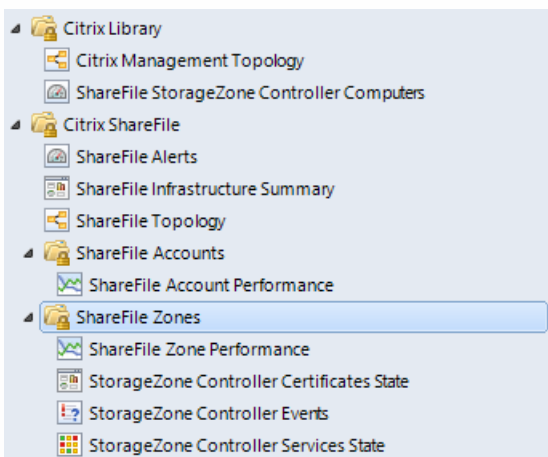 Citrix Library
Citrix Management Topology
ShareFile StorageZone Controller Computers
Citrix ShareFile
ShareFile Alerts
ShareFile Infrastructure Summary
ShareFile Topology
ShareFile Accounts
ShareFile Account Performance
ShareFile Zones
ShareFile Zone Performance
StorageZone Controller Certificates State
StorageZone Controller Events
StorageZone Controller Services State